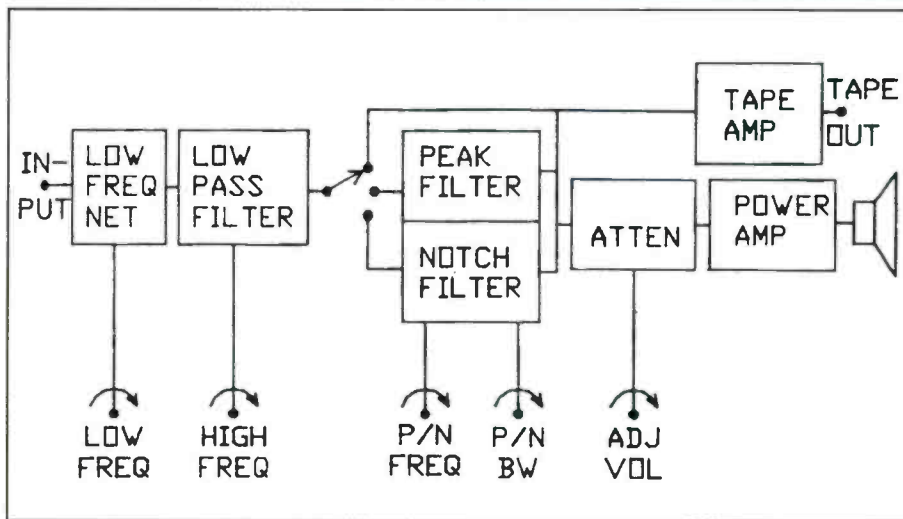 IN-
PUT
LOW
FREQ
NET
LOW
PASS
FILTER
PEAK
FILTER
NOTCH
FILTER
TAPE
AMP
TAPE
OUT
ATTEN
POWER
AMP
LOW
FREQ
HIGH
FREQ
P/N
FREQ
P/N
BW
ADJ
VOL